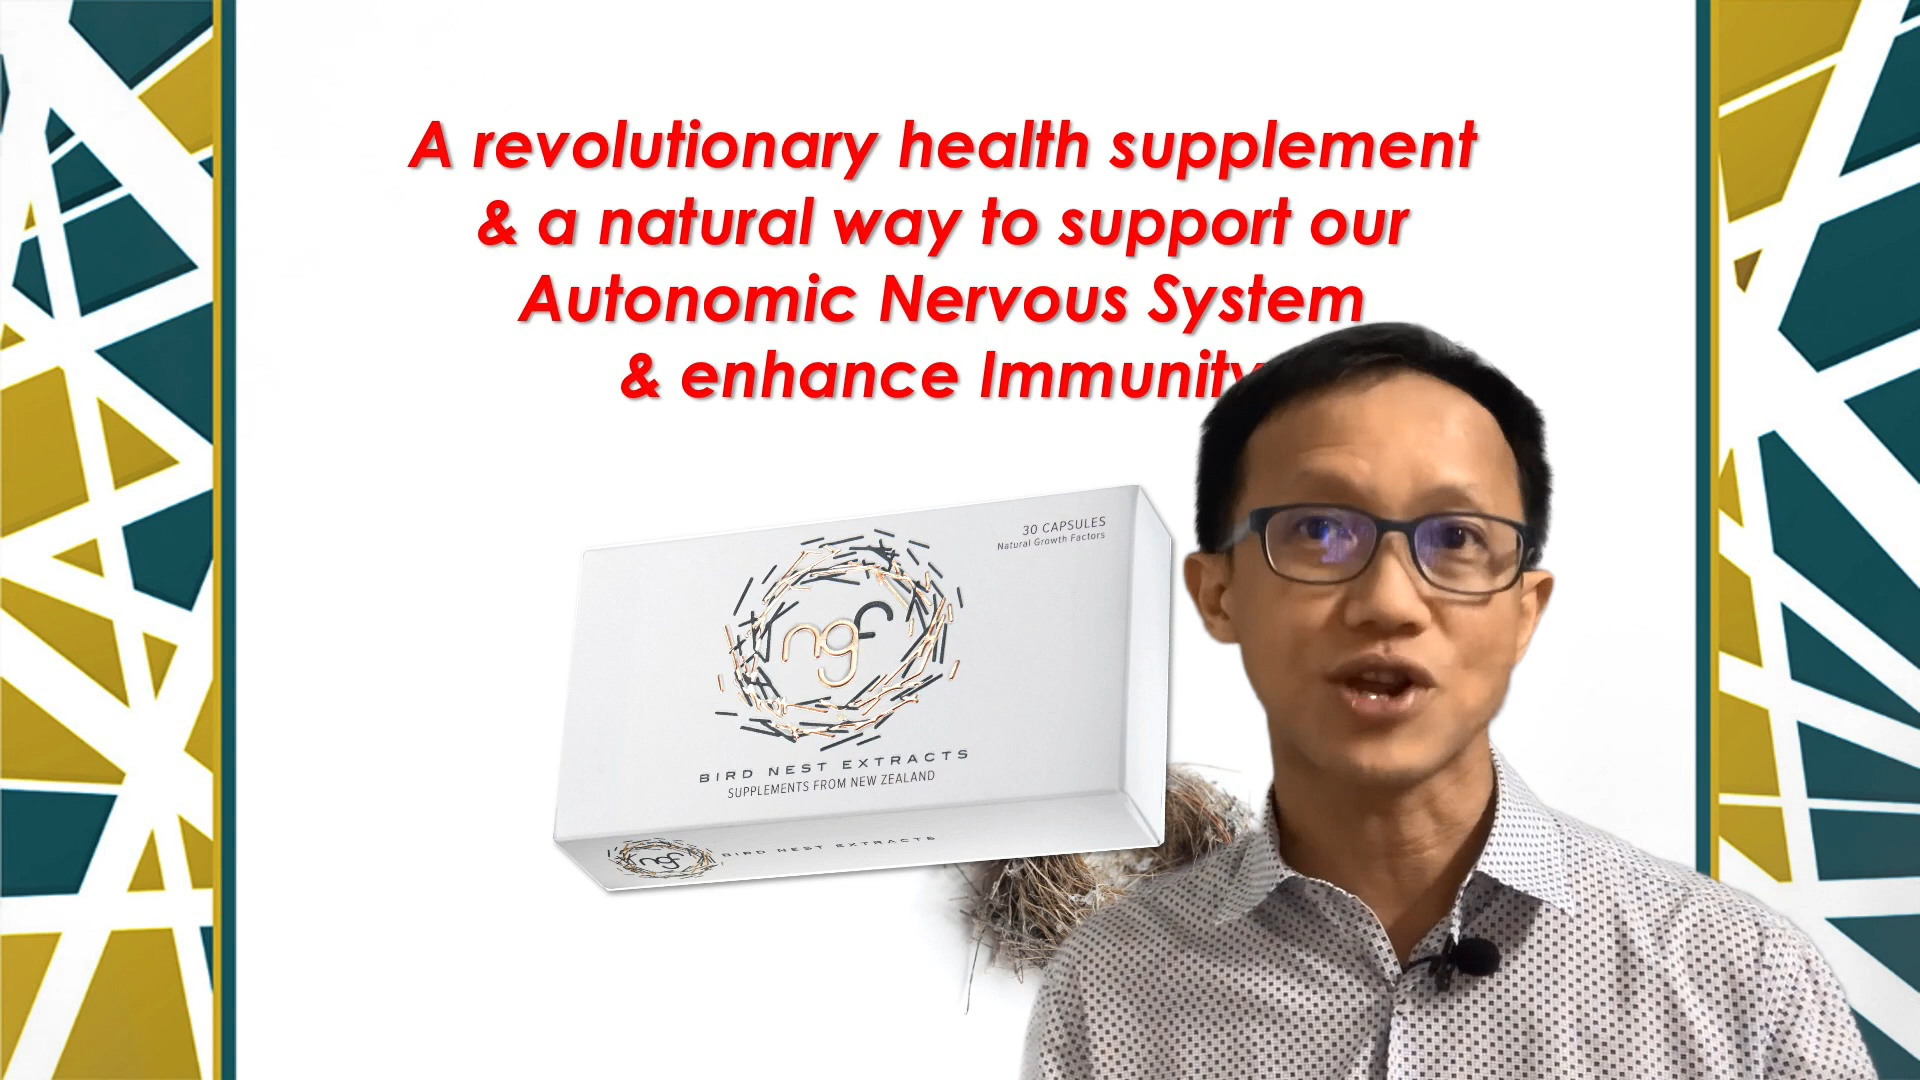 A revolutionary health supplement
& a natural way to support our
Autonomic Nervous System
& enhance Immunity
30 CAPSULES
Natural Growth Factors
ngf
BIRD NEST EXTRACTS
SUPPLEMENTS FROM NEW ZEALAND
ngf BIRD NEST EXTRACTS